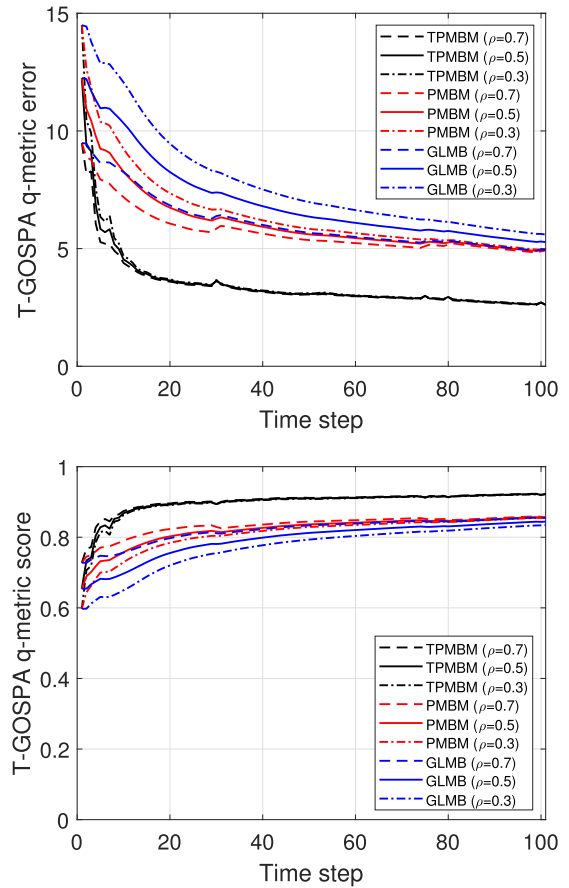 T-GOSPA q-metric error
15
10
5
0
TPMBM (ρ=0.7)
TPMBM (ρ=0.5)
TPMBM (ρ=0.3)
PMBM (ρ=0.7)
PMBM (ρ=0.5)
PMBM (ρ=0.3)
GLMB (ρ=0.7)
GLMB (ρ=0.5)
GLMB (ρ=0.3)
0 20 40 60 80 100
Time step
T-GOSPA q-metric score
1
0.8
0.6
0.4
0.2
0
TPMBM (ρ=0.7)
TPMBM (ρ=0.5)
TPMBM (ρ=0.3)
PMBM (ρ=0.7)
PMBM (ρ=0.5)
PMBM (ρ=0.3)
GLMB (ρ=0.7)
GLMB (ρ=0.5)
GLMB (ρ=0.3)
0 20 40 60 80 100
Time step